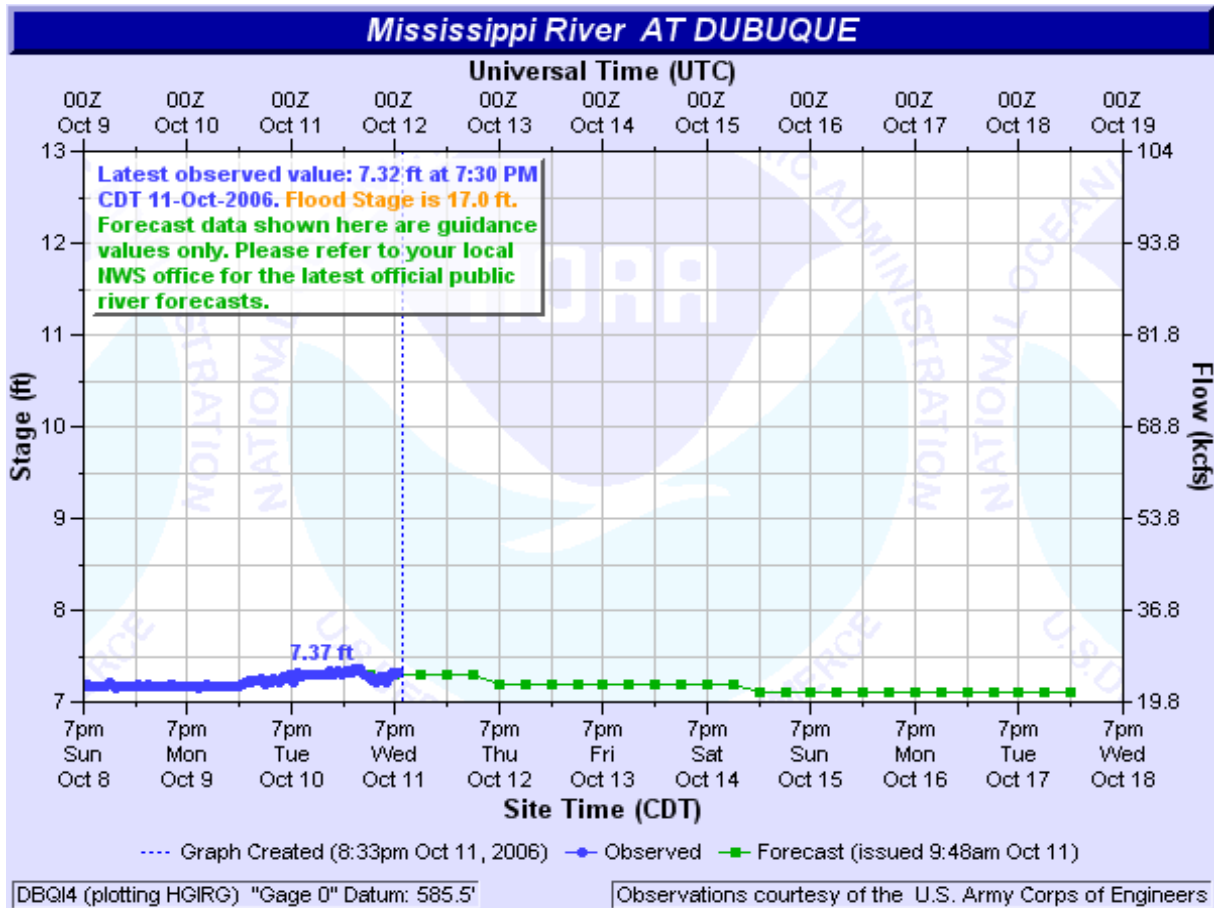 Mississippi River AT DUBUQUE
Universal Time (UTC)
00Z 00Z 00Z 00Z 00Z 00Z 00Z 00Z 00Z 00Z 00Z
Oct 9 Oct 10 Oct 11 Oct 12 Oct 13 Oct 14 Oct 15 Oct 16 Oct 17 Oct 18 Oct 19
Latest observed value: 7.32 ft at 7:30 PM
CDT 11-Oct-2006. Flood Stage is 17.0 ft.
Forecast data shown here are guidance
values only. Please refer to your local
NWS office for the latest official public
river forecasts.
Stage (ft)
13
12
11
10
9
8
7
7.37 ft
104
93.8
81.8
68.8
53.8
36.8
19.8
Flow (kcfs)
NOAA
IC ADMINISTRATION
NATIONAL OCEANI
NATIONAL
NATIONAL
ISTRATION
MERCE
U.S.D
7pm 7pm 7pm 7pm 7pm 7pm 7pm 7pm 7pm 7pm 7pm
Sun Mon Tue Wed Thu Fri Sat Sun Mon Tue Wed
Oct 8 Oct 9 Oct 10 Oct 11 Oct 12 Oct 13 Oct 14 Oct 15 Oct 16 Oct 17 Oct 18
Site Time (CDT)
Graph Created (8:33pm Oct 11, 2006) Observed Forecast (issued 9:48am Oct 11)
DBQI4 (plotting HGIRG) "Gage 0" Datum: 585.5'
Observations courtesy of the U.S. Army Corps of Engineers